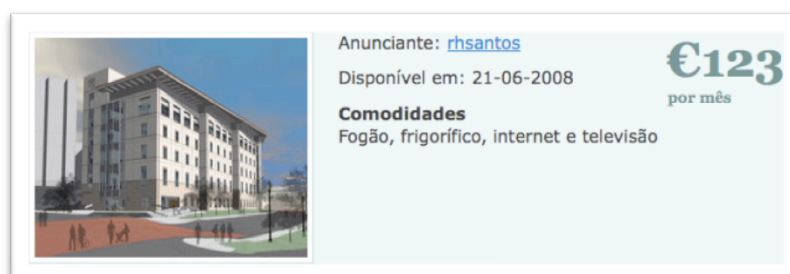 Anunciante: rhsantos
€123
por mês
Disponível em: 21-06-2008
Comodidades
Fogão, frigorífico, internet e televisão